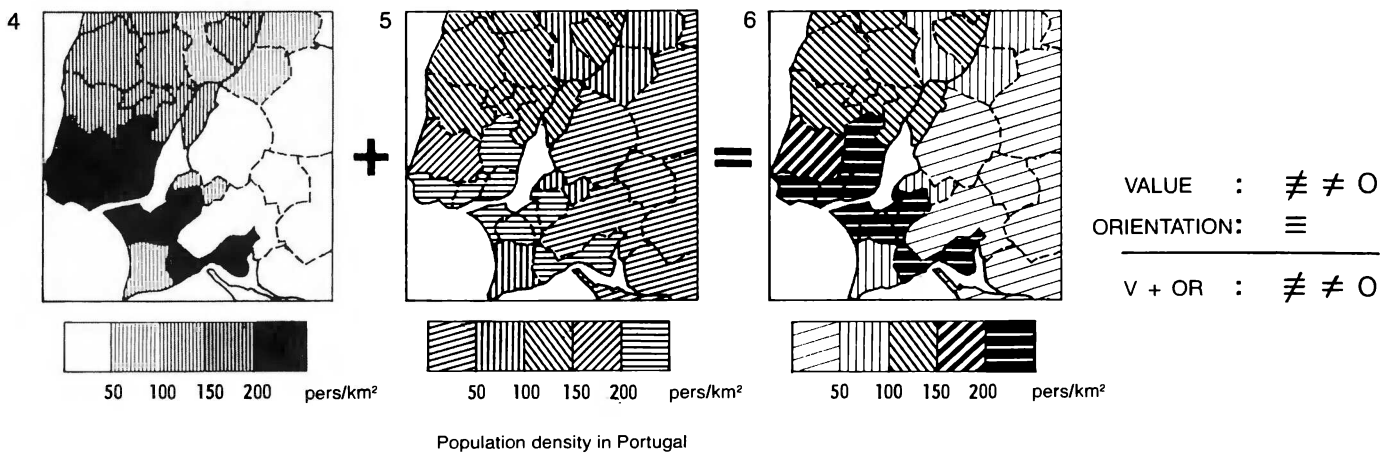 4
5
6
VALUE : ≢ ≠ O
ORIENTATION: ≡
V + OR : ≢ ≠ O
50 100 150 200 pers/km²
50 100 150 200 pers/km²
50 100 150 200 pers/km²
Population density in Portugal